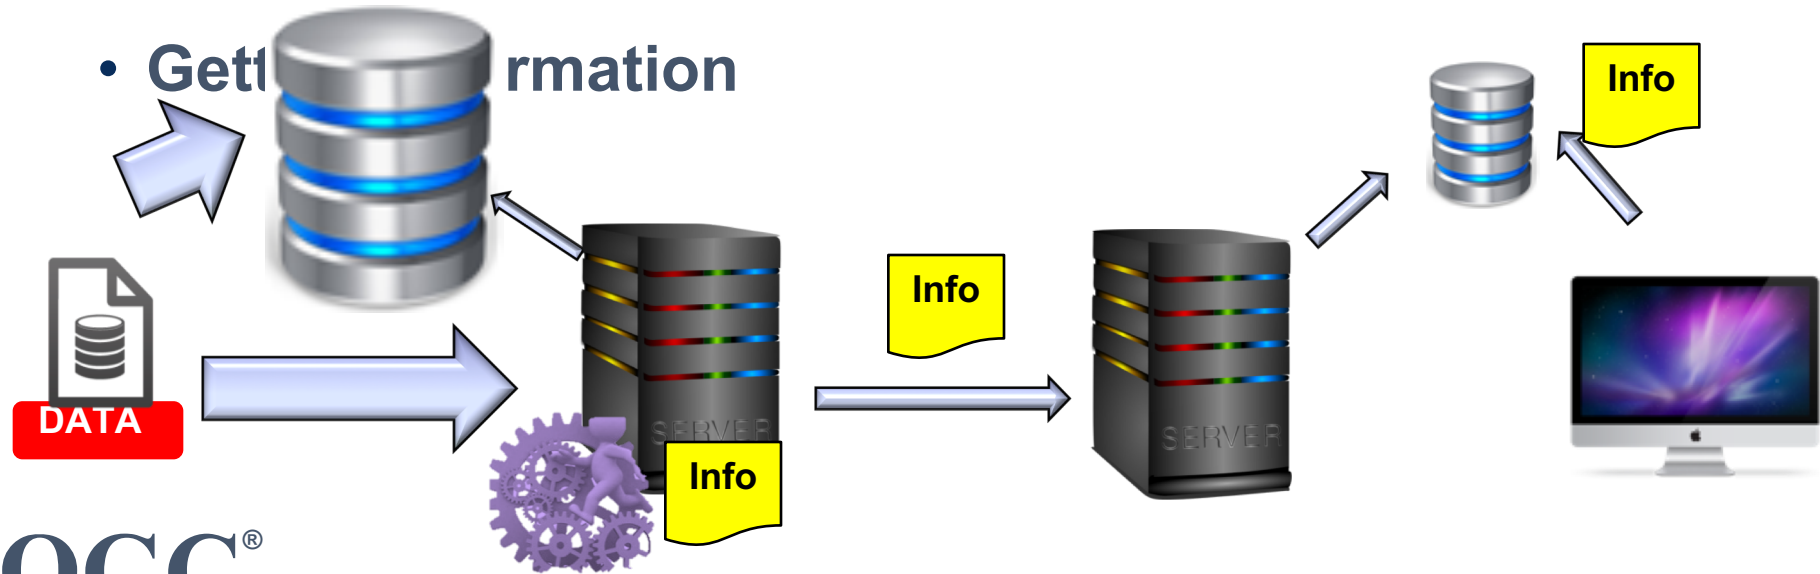 • Gett rmation
Info
Info
DATA
SERVER
SERVER
Info
OGC®